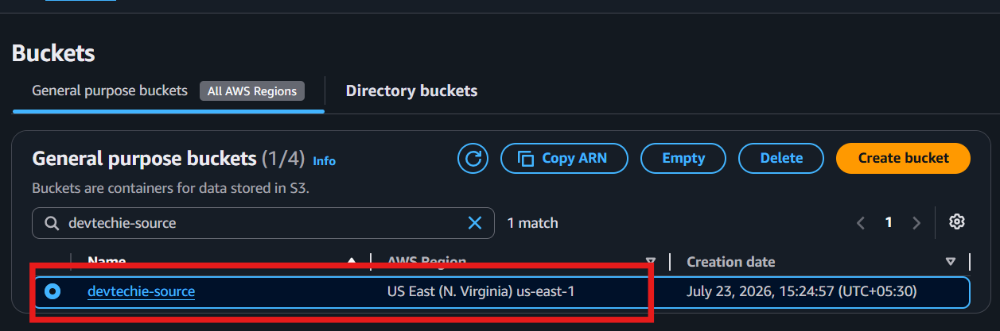 Buckets
General purpose buckets All AWS Regions Directory buckets
General purpose buckets (1/4) Info Copy ARN Empty Delete Create bucket
Buckets are containers for data stored in S3.
devtechie-source 1 match 1
Name AWS Region Creation date
devtechie-source US East (N. Virginia) us-east-1 July 23, 2026, 15:24:57 (UTC+05:30)